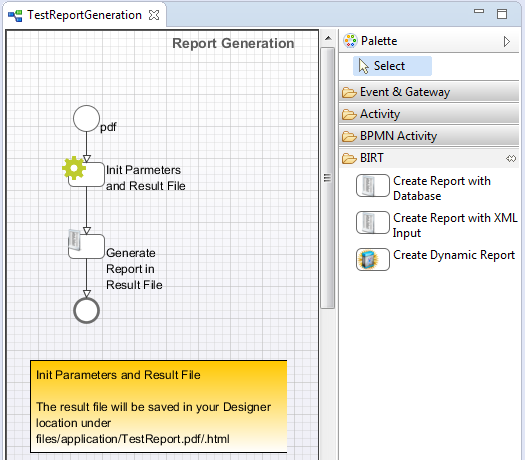 TestReportGeneration
Report Generation
pdf
Init Parmeters
and Result File
Generate
Report in
Result File
Init Parameters and Result File
The result file will be saved in your Designer
location under
files/application/TestReport.pdf/.html
Palette
Select
Event & Gateway
Activity
BPMN Activity
BIRT
Create Report with
Database
Create Report with XML
Input
Create Dynamic Report